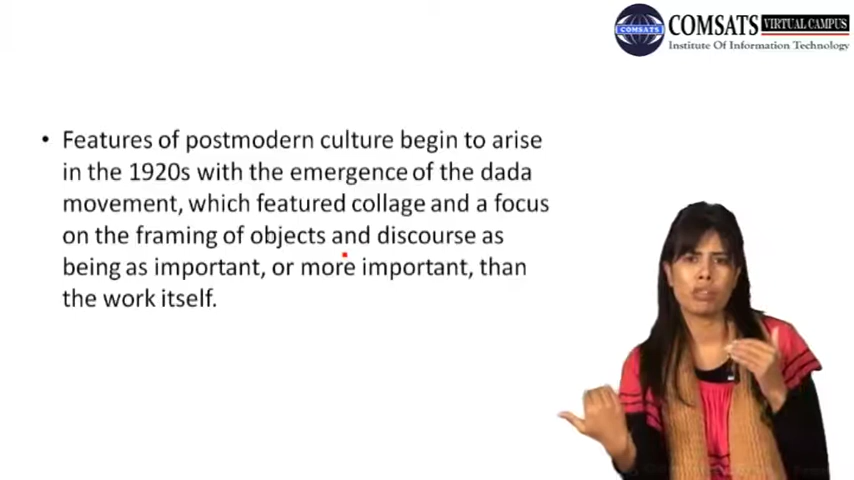 COMSATS VIRTUAL CAMPUS
COMSATS
Institute Of Information Technology
• Features of postmodern culture begin to arise
in the 1920s with the emergence of the dada
movement, which featured collage and a focus
on the framing of objects and discourse as
being as important, or more important, than
the work itself.